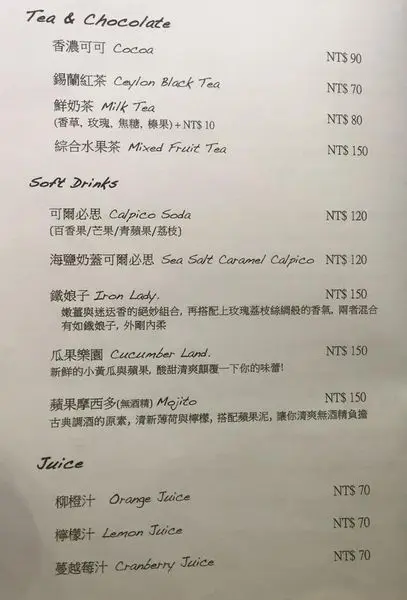 Tea & Chocolate
香濃可可 Cocoa NT$ 90
錫蘭紅茶 Ceylon Black Tea NT$ 70
鮮奶茶 Milk Tea NT$ 80
(香草, 玫瑰, 焦糖, 榛果) + NT$ 10
綜合水果茶 Mixed Fruit Tea NT$ 150
Soft Drinks
可爾必思 Calpico Soda NT$ 120
(百香果/芒果/青蘋果/荔枝)
海鹽奶蓋可爾必思 Sea Salt Caramel Calpico NT$ 120
鐵娘子 Iron Lady. NT$ 150
嫩薑與迷迭香的絕妙組合, 再搭配上玫瑰荔枝絲綢般的香氣, 兩者混合
有如鐵娘子, 外剛內柔
瓜果樂園 Cucumber Land. NT$ 150
新鮮的小黃瓜與蘋果, 酸甜清爽顛覆一下你的味蕾!
蘋果摩西多(無酒精) Mojito NT$ 150
古典調酒的原素, 清新薄荷與檸檬, 搭配蘋果泥, 讓你清爽無酒精負擔
Juice
柳橙汁 Orange Juice NT$ 70
檸檬汁 Lemon Juice NT$ 70
蔓越莓汁 Cranberry Juice NT$ 70